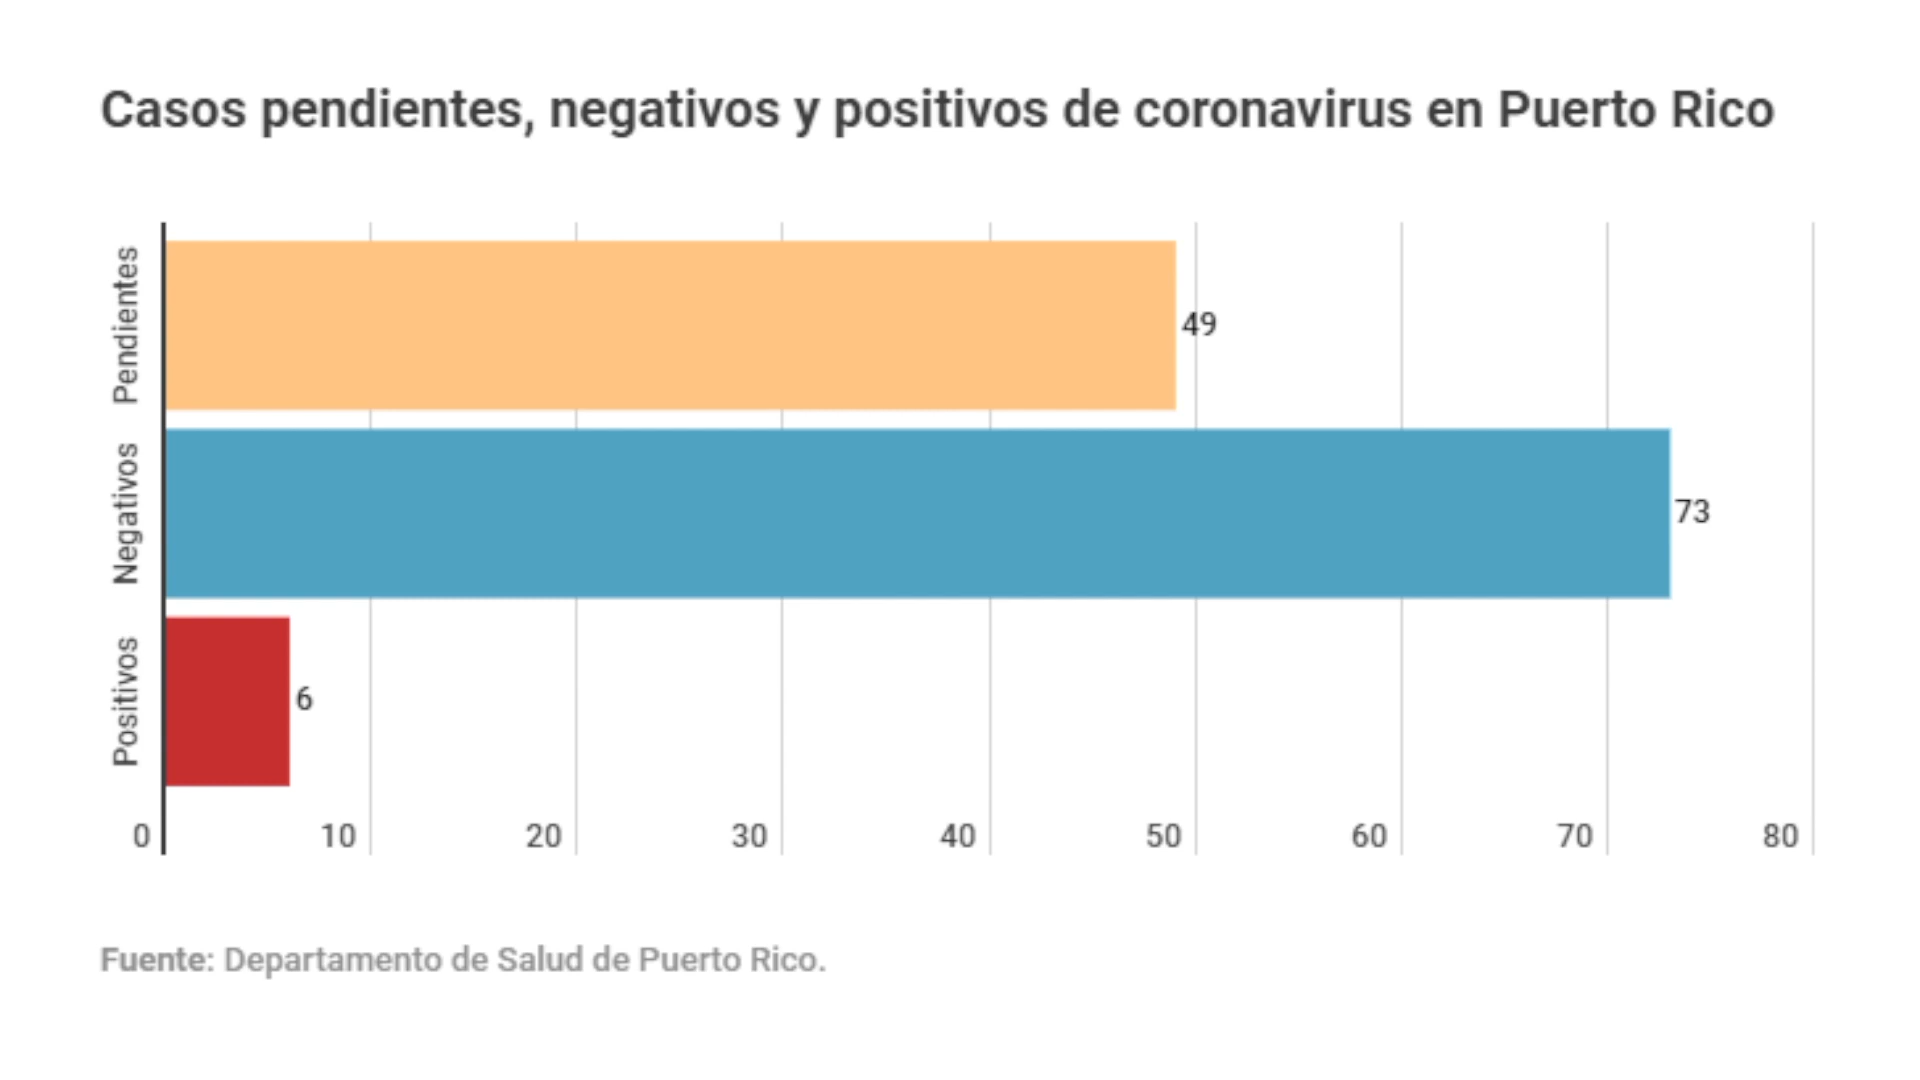 Casos pendientes, negativos y positivos de coronavirus en Puerto Rico
Pendientes
49
Negativos
73
Positivos
6
0 10 20 30 40 50 60 70 80
Fuente: Departamento de Salud de Puerto Rico.